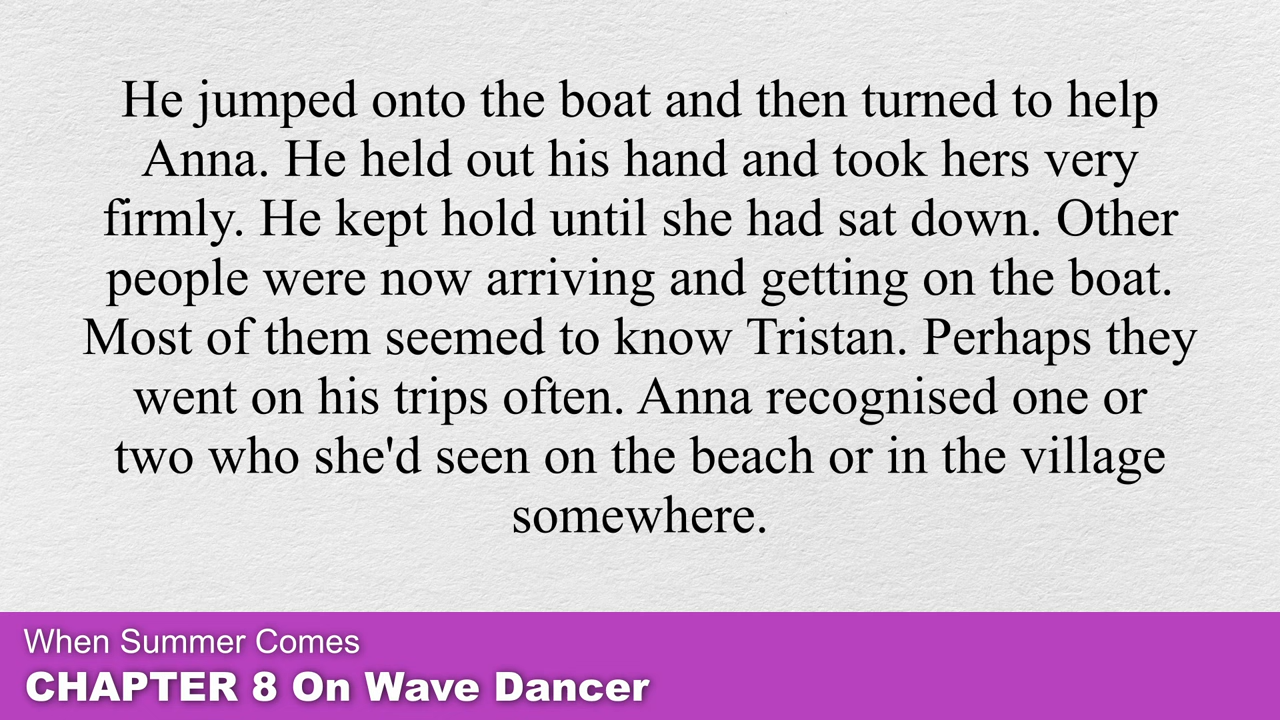 He jumped onto the boat and then turned to help
Anna. He held out his hand and took hers very
firmly. He kept hold until she had sat down. Other
people were now arriving and getting on the boat.
Most of them seemed to know Tristan. Perhaps they
went on his trips often. Anna recognised one or
two who she'd seen on the beach or in the village
somewhere.
When Summer Comes
CHAPTER 8 On Wave Dancer